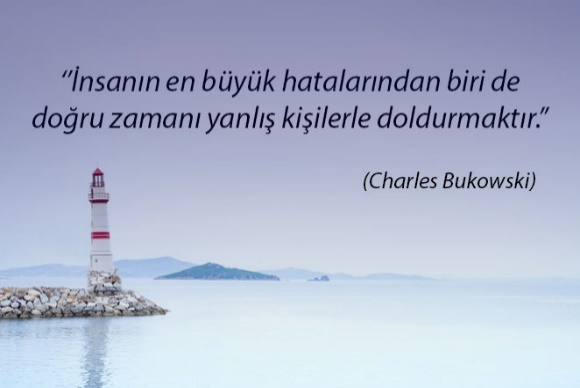 ‘’İnsanın en büyük hatalarından biri de
doğru zamanı yanlış kişilerle doldurmaktır.’’
(Charles Bukowski)